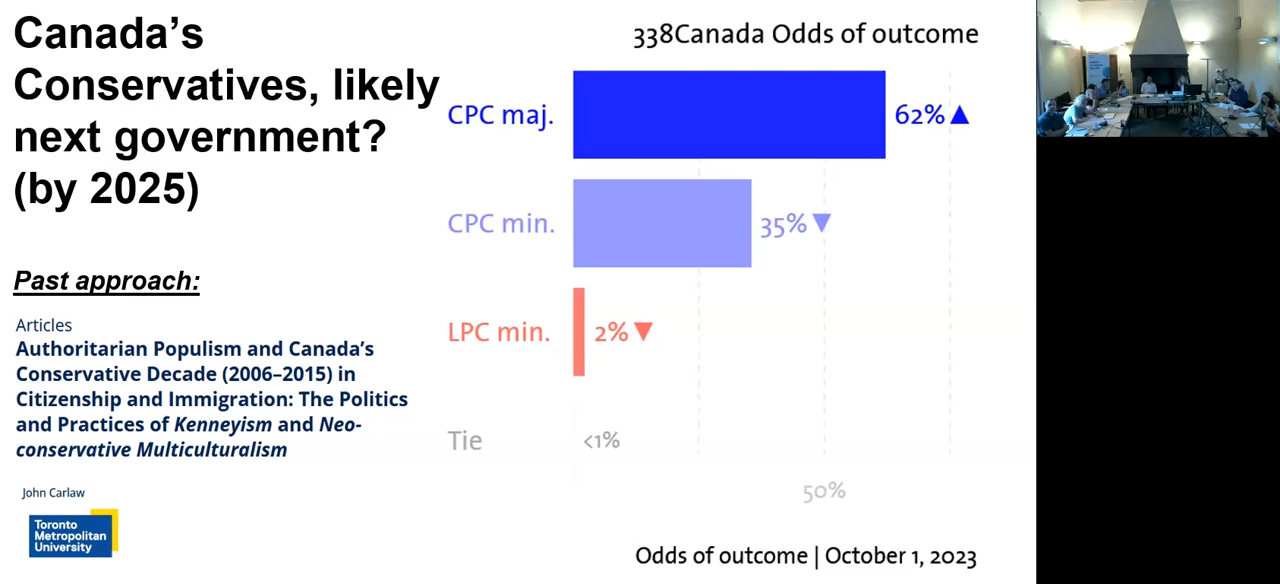 Canada's
Conservatives, likely
next government?
(by 2025)
Past approach:
Articles
Authoritarian Populism and Canada's
Conservative Decade (2006–2015) in
Citizenship and Immigration: The Politics
and Practices of Kenneyism and Neo-
conservative Multiculturalism
John Carlaw
Toronto
Metropolitan
University
338Canada Odds of outcome
CPC maj. 62% ▲
CPC min. 35% ▼
LPC min. 2% ▼
Tie <1%
50%
Odds of outcome | October 1, 2023